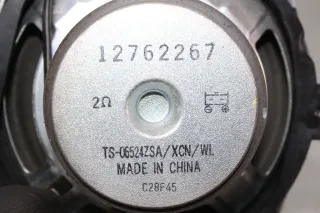 12762267
2Ω
TS-G6524ZSA/XCN/WL
MADE IN CHINA
C28F45